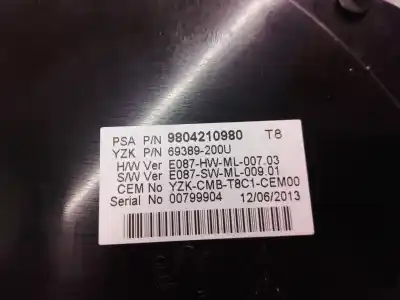 PSA P/N 9804210980 T8
YZK P/N 69389-200U
H/W Ver E087-HW-ML-007.03
S/W Ver E087-SW-ML-009.01
CEM No YZK-CMB-T8C1-CEM00
Serial No 00799904 12/06/2013